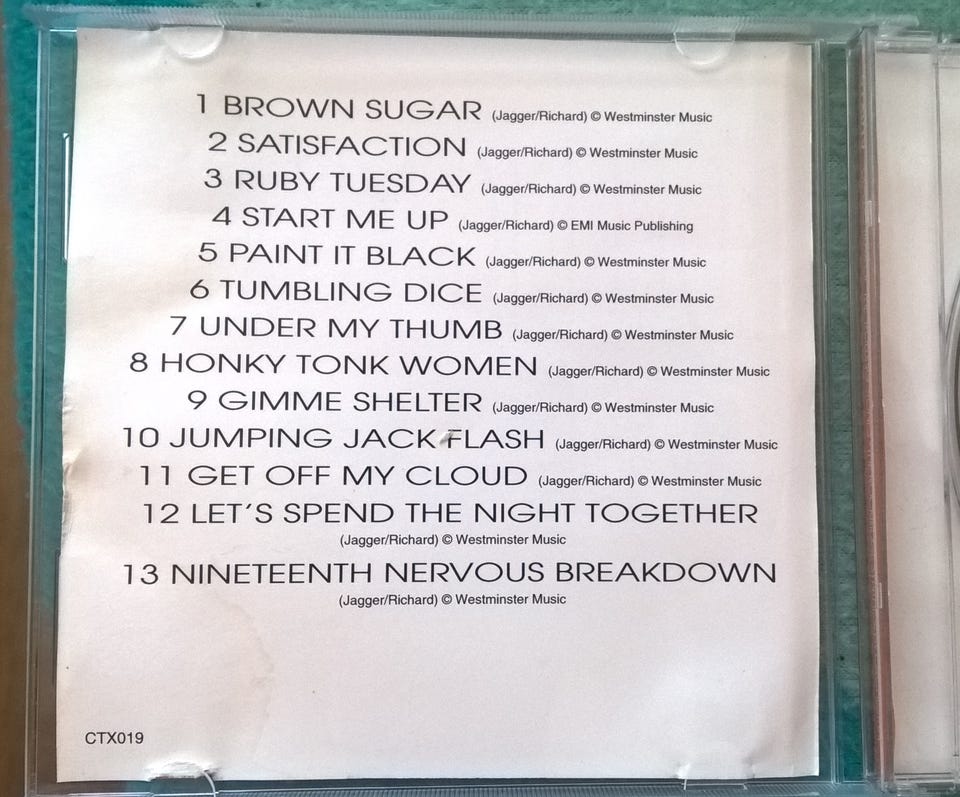 1 BROWN SUGAR (Jagger/Richard) © Westminster Music
2 SATISFACTION (Jagger/Richard) © Westminster Music
3 RUBY TUESDAY (Jagger/Richard) © Westminster Music
4 START ME UP (Jagger/Richard) © EMI Music Publishing
5 PAINT IT BLACK (Jagger/Richard) © Westminster Music
6 TUMBLING DICE (Jagger/Richard) © Westminster Music
7 UNDER MY THUMB (Jagger/Richard) © Westminster Music
8 HONKY TONK WOMEN (Jagger/Richard) © Westminster Music
9 GIMME SHELTER (Jagger/Richard) © Westminster Music
10 JUMPING JACK FLASH (Jagger/Richard) © Westminster Music
11 GET OFF MY CLOUD (Jagger/Richard) © Westminster Music
12 LET'S SPEND THE NIGHT TOGETHER
(Jagger/Richard) © Westminster Music
13 NINETEENTH NERVOUS BREAKDOWN
(Jagger/Richard) © Westminster Music
CTX019